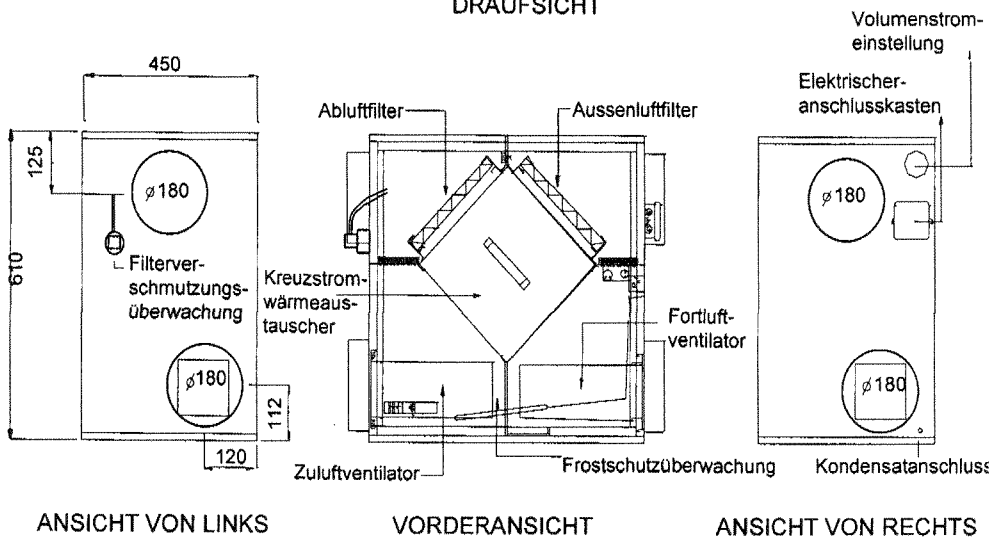 DRAUFSICHT
Volumenstrom-
einstellung
Elektrischer-
anschlusskasten
450
Abluftfilter
Aussenluftfilter
125
ø180
ø180
610
Filterver-
schmutzungs-
überwachung
Kreuzstrom-
wärmeaus-
tauscher
Fortluft-
ventilator
ø180
112
ø180
120
Zuluftventilator
Frostschutzüberwachung
Kondensatanschluss
ANSICHT VON LINKS
VORDERANSICHT
ANSICHT VON RECHTS